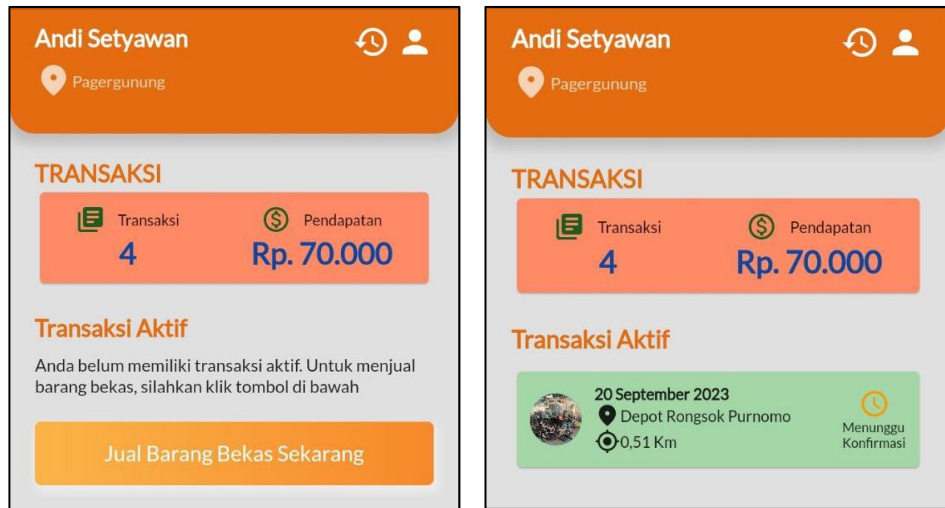 Andi Setyawan
Pagergunung
TRANSAKSI
Transaksi
Pendapatan
4
Rp. 70.000
Transaksi Aktif
Anda belum memiliki transaksi aktif. Untuk menjual
barang bekas, silahkan klik tombol di bawah
Jual Barang Bekas Sekarang
Andi Setyawan
Pagergunung
TRANSAKSI
Transaksi
Pendapatan
4
Rp. 70.000
Transaksi Aktif
20 September 2023
Depot Rongsok Purnomo
0,51 Km
Menunggu
Konfirmasi